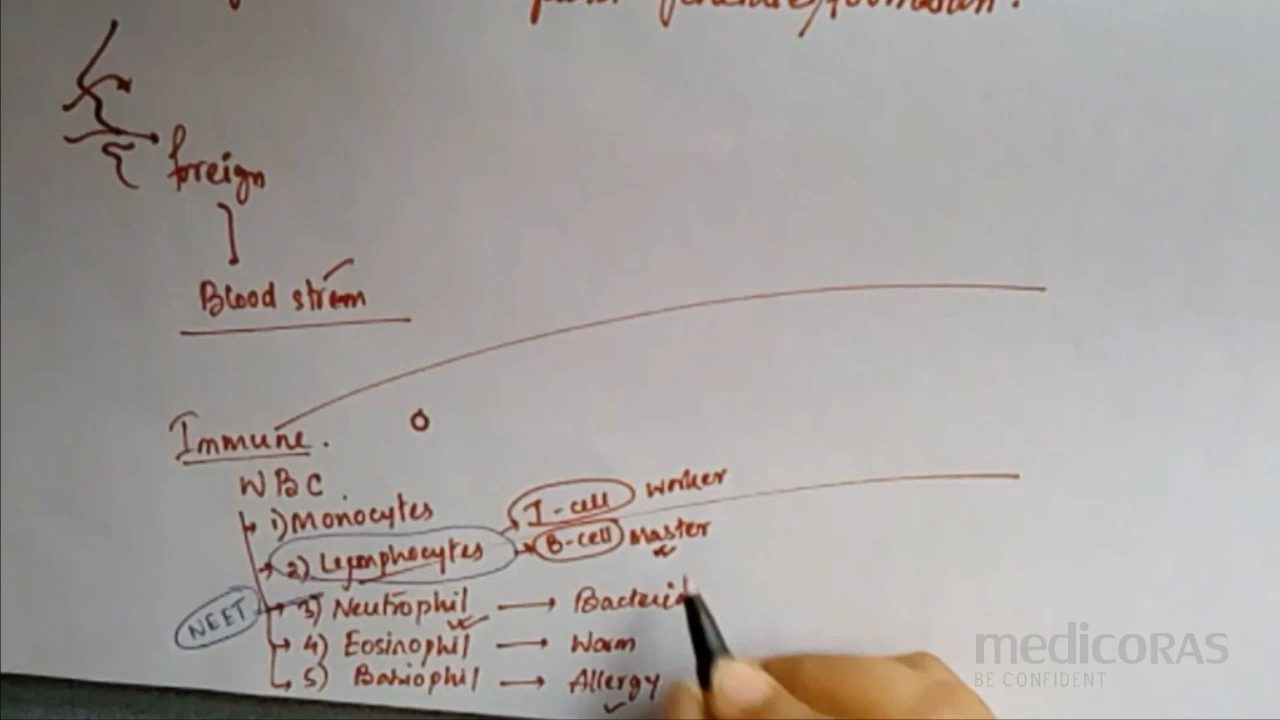 foreign
Blood strem
Immune.
WBC.
1) Monocytes
2) Lymphocytes
T-cell worker
B-cell Master
NEET
3) Neutrophil → Bacteria
4) Eosinophil → Worm
5) Basiophil → Allergy
medicoRAS
BE CONFIDENT